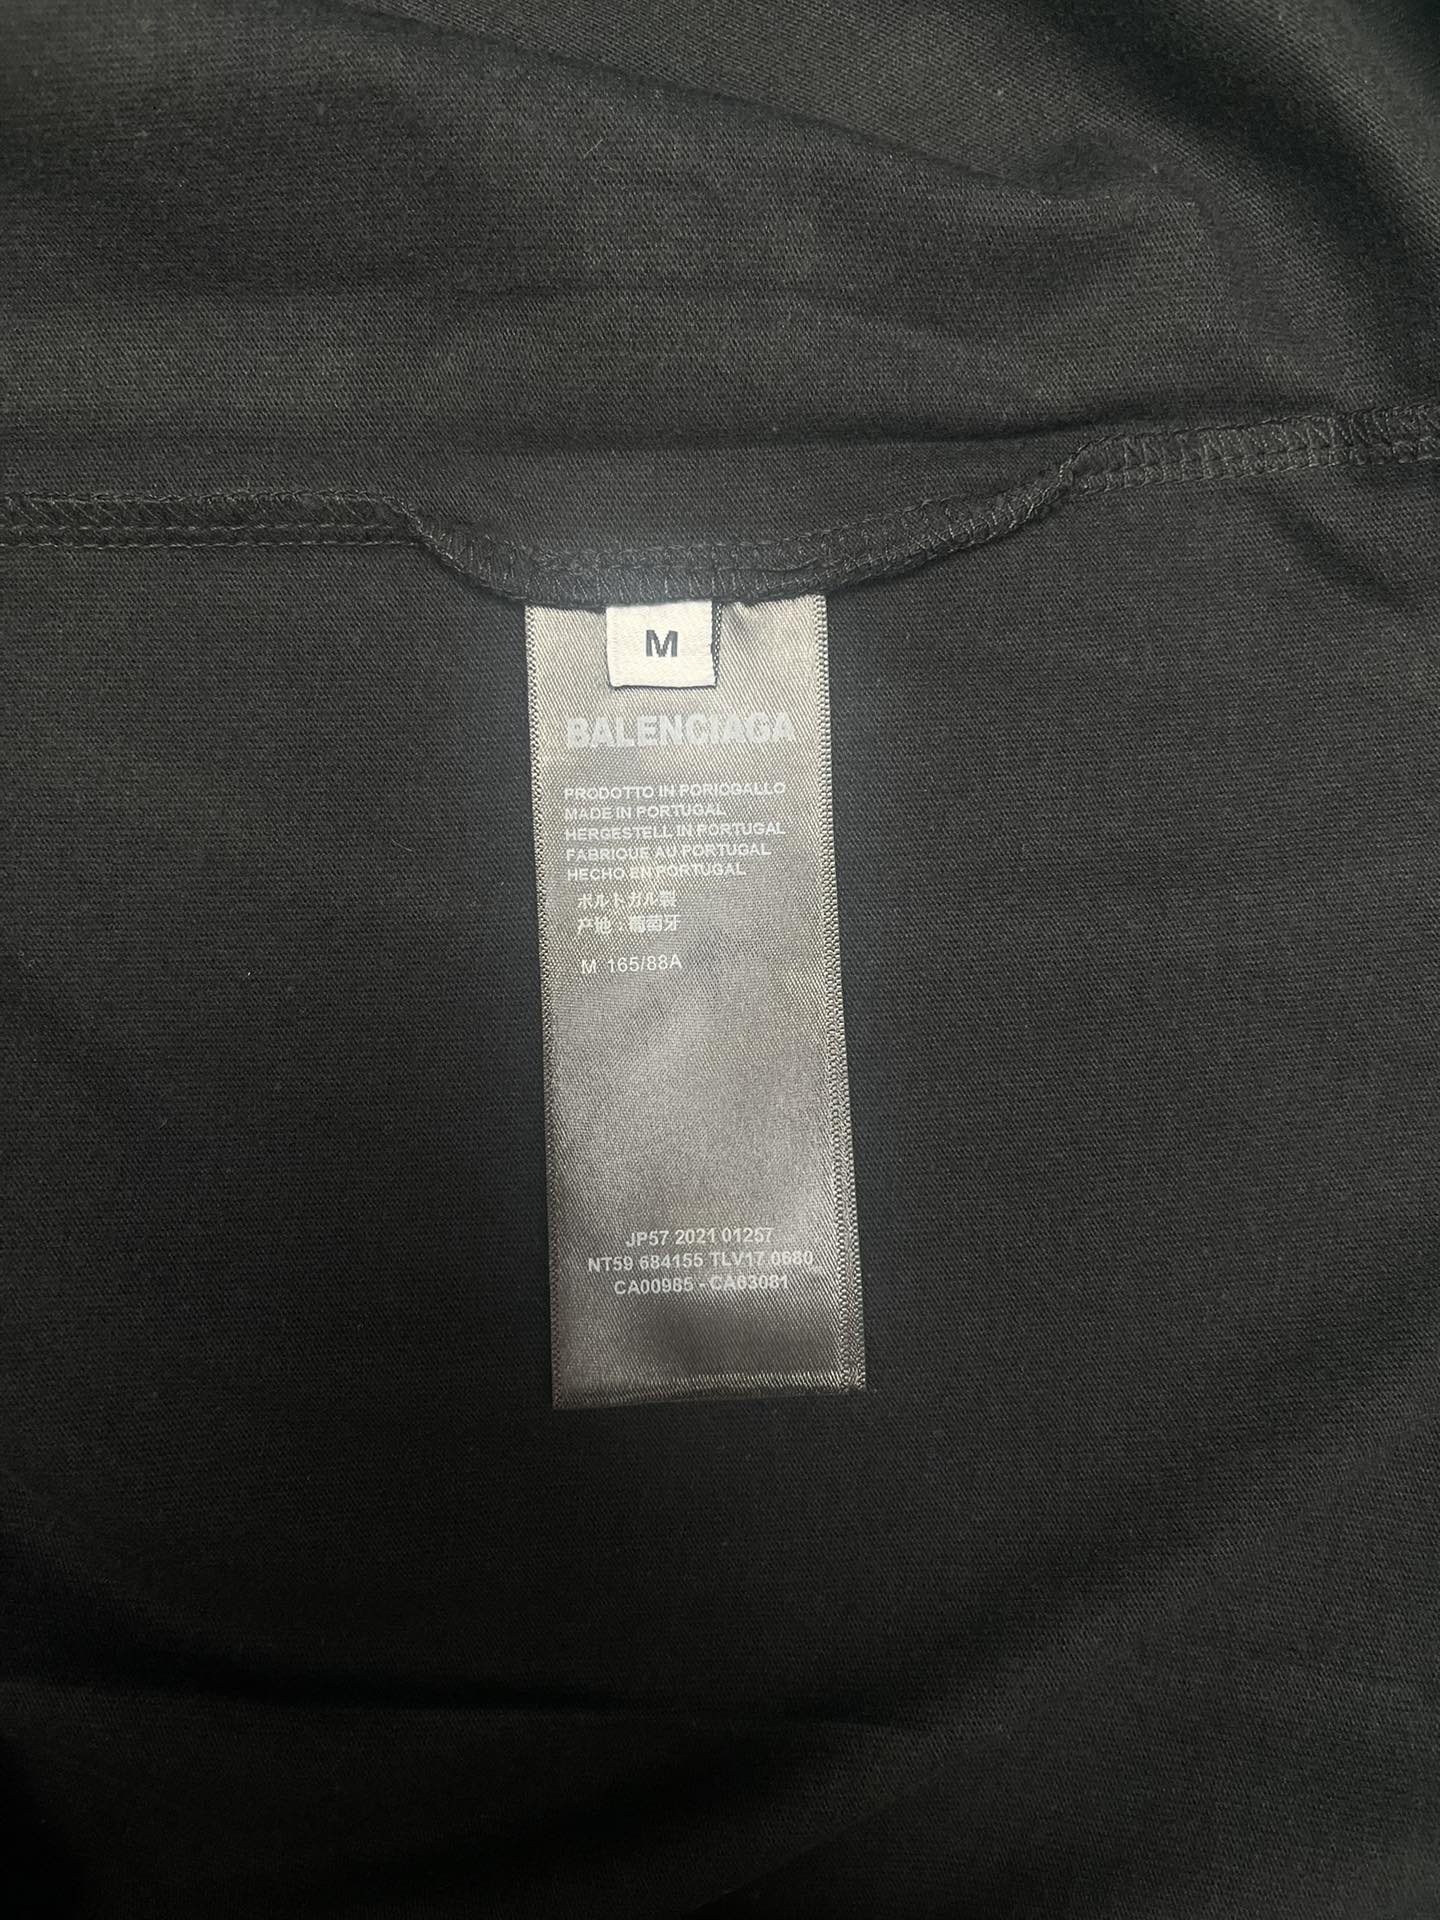 M
BALENCIAGA
PRODOTTO IN PORIOGALLO
MADE IN PORTUGAL
HERGESTELL IN PORTUGAL
FABRIQUE AU PORTUGAL
HECHO EN PORTUGAL
ポルトガル製
产地:葡萄牙
M 165/88A
JP57 2021 01257
NT59 684155 TLV17 0680
CA00985 - CA03081